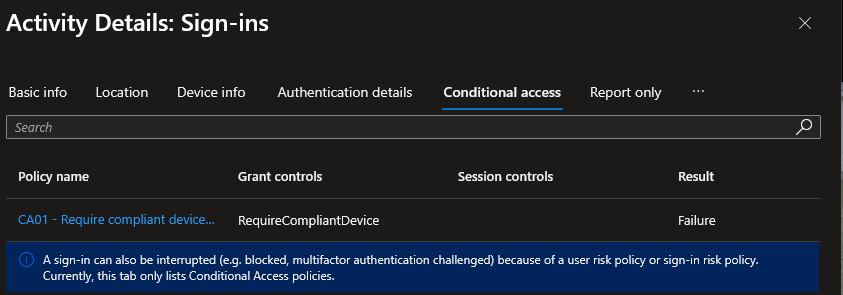 Activity Details: Sign-ins
Basic info Location Device info Authentication details Conditional access Report only ...
Search
Policy name Grant controls Session controls Result
CA01 - Require compliant device... RequireCompliantDevice Failure
A sign-in can also be interrupted (e.g. blocked, multifactor authentication challenged) because of a user risk policy or sign-in risk policy.
Currently, this tab only lists Conditional Access policies.